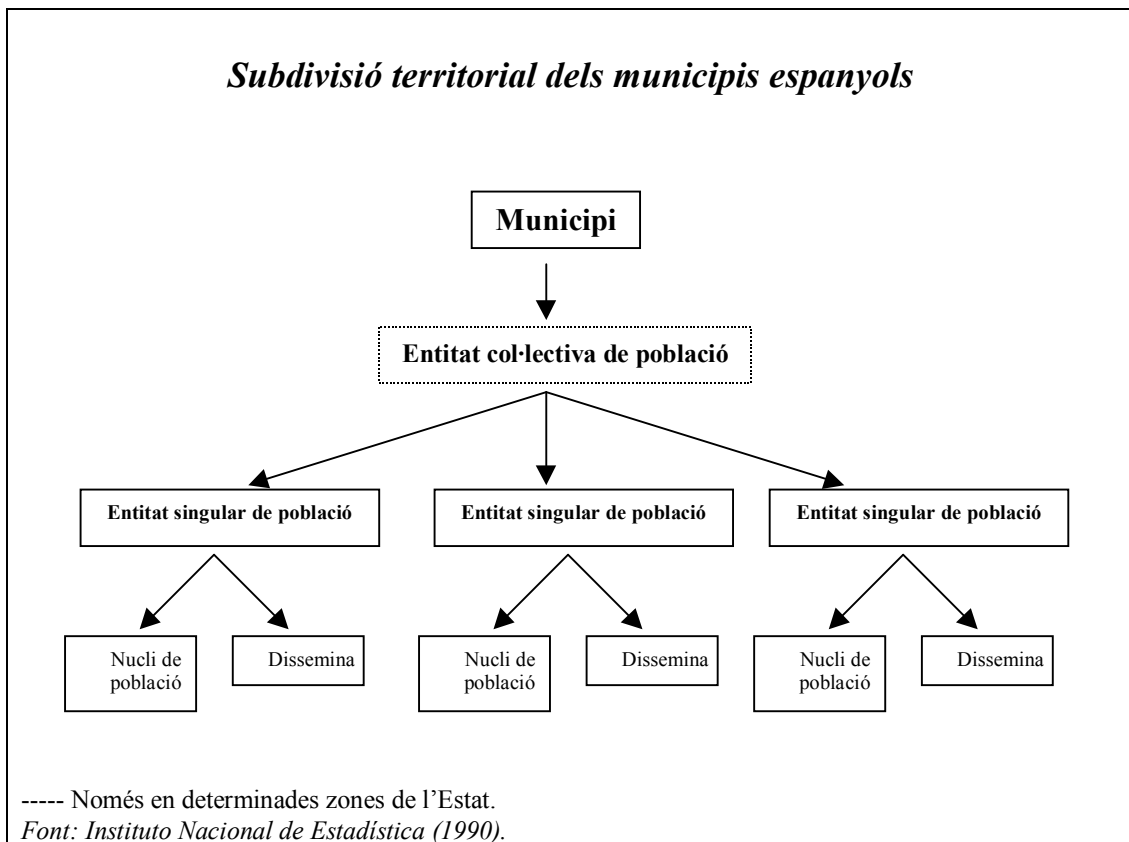 Subdivisió territorial dels municipis espanyols
Municipi
Entitat col·lectiva de població
Entitat singular de població
Entitat singular de població
Entitat singular de població
Nucli de
població
Dissemina
Nucli de
població
Dissemina
Nucli de
població
Dissemina
----- Només en determinades zones de l’Estat.
Font: Instituto Nacional de Estadística (1990).